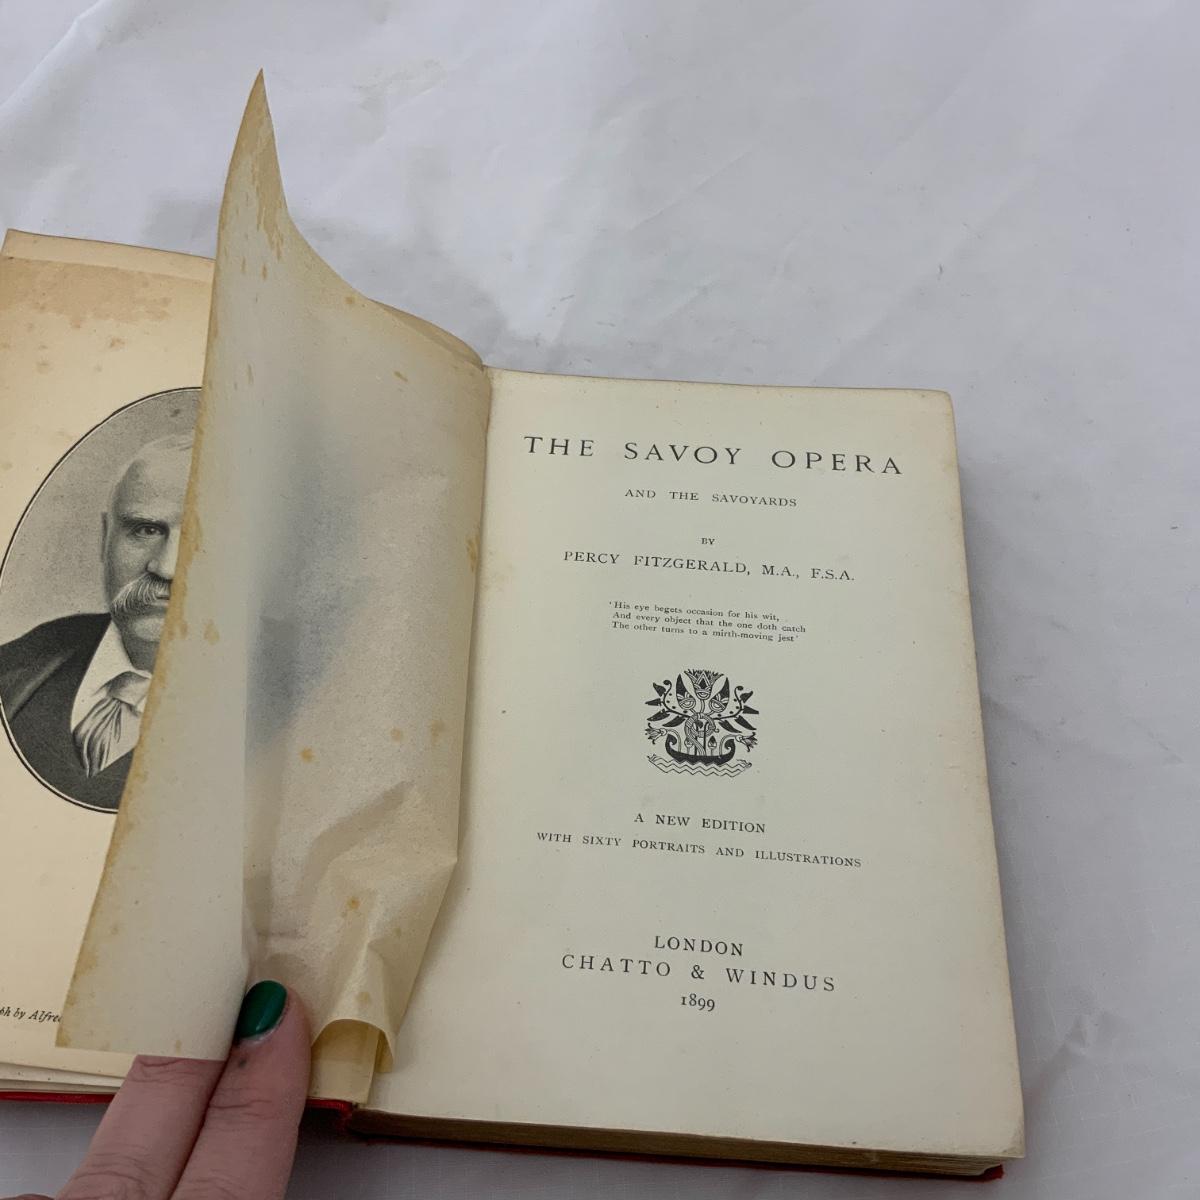 THE SAVOY OPERA
AND THE SAVOYARDS
BY
PERCY FITZGERALD, M.A., F.S.A.
'His eye begets occasion for his wit,
And every object that the one doth catch
The other turns to a mirth-moving jest'
A NEW EDITION
WITH SIXTY PORTRAITS AND ILLUSTRATIONS
LONDON
CHATTO & WINDUS
1899
by Alfred